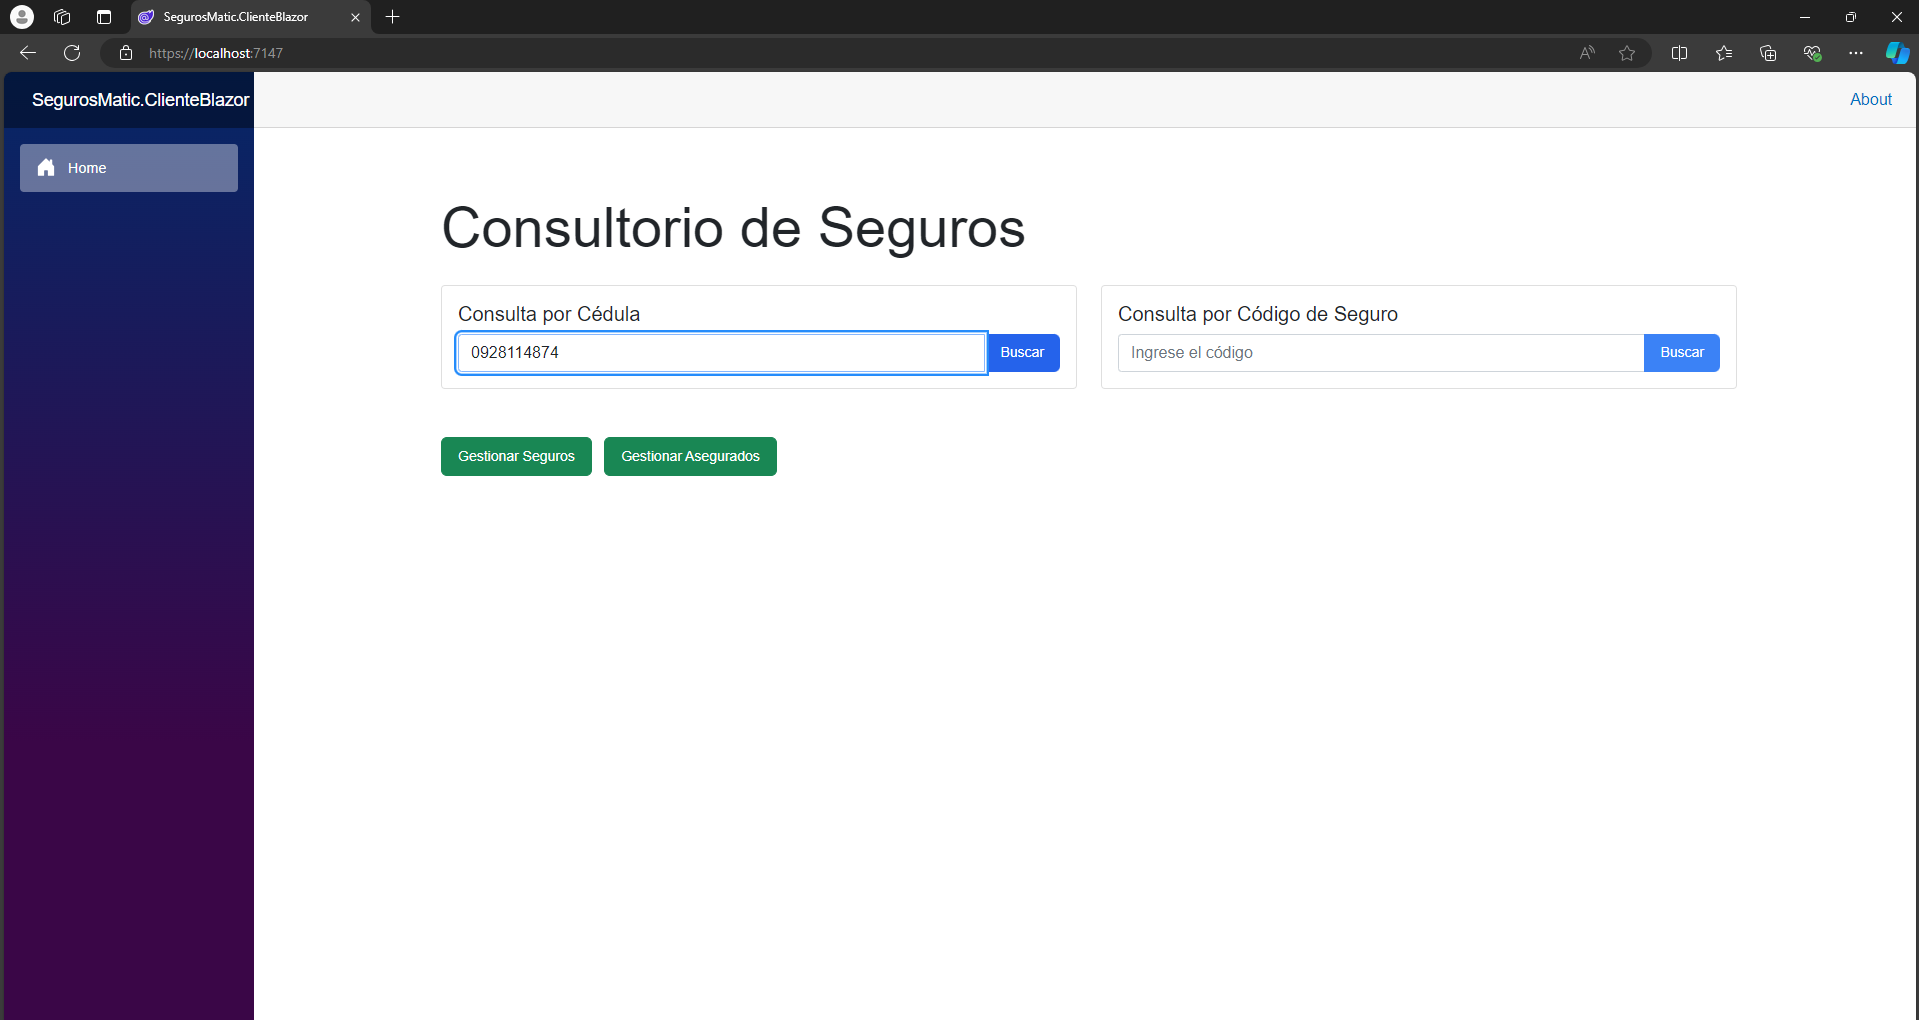 SegurosMatic.ClienteBlazor
https://localhost:7147
SegurosMatic.ClienteBlazor
About
Home
Consultorio de Seguros
Consulta por Cédula
0928114874
Buscar
Consulta por Código de Seguro
Ingrese el código
Buscar
Gestionar Seguros
Gestionar Asegurados